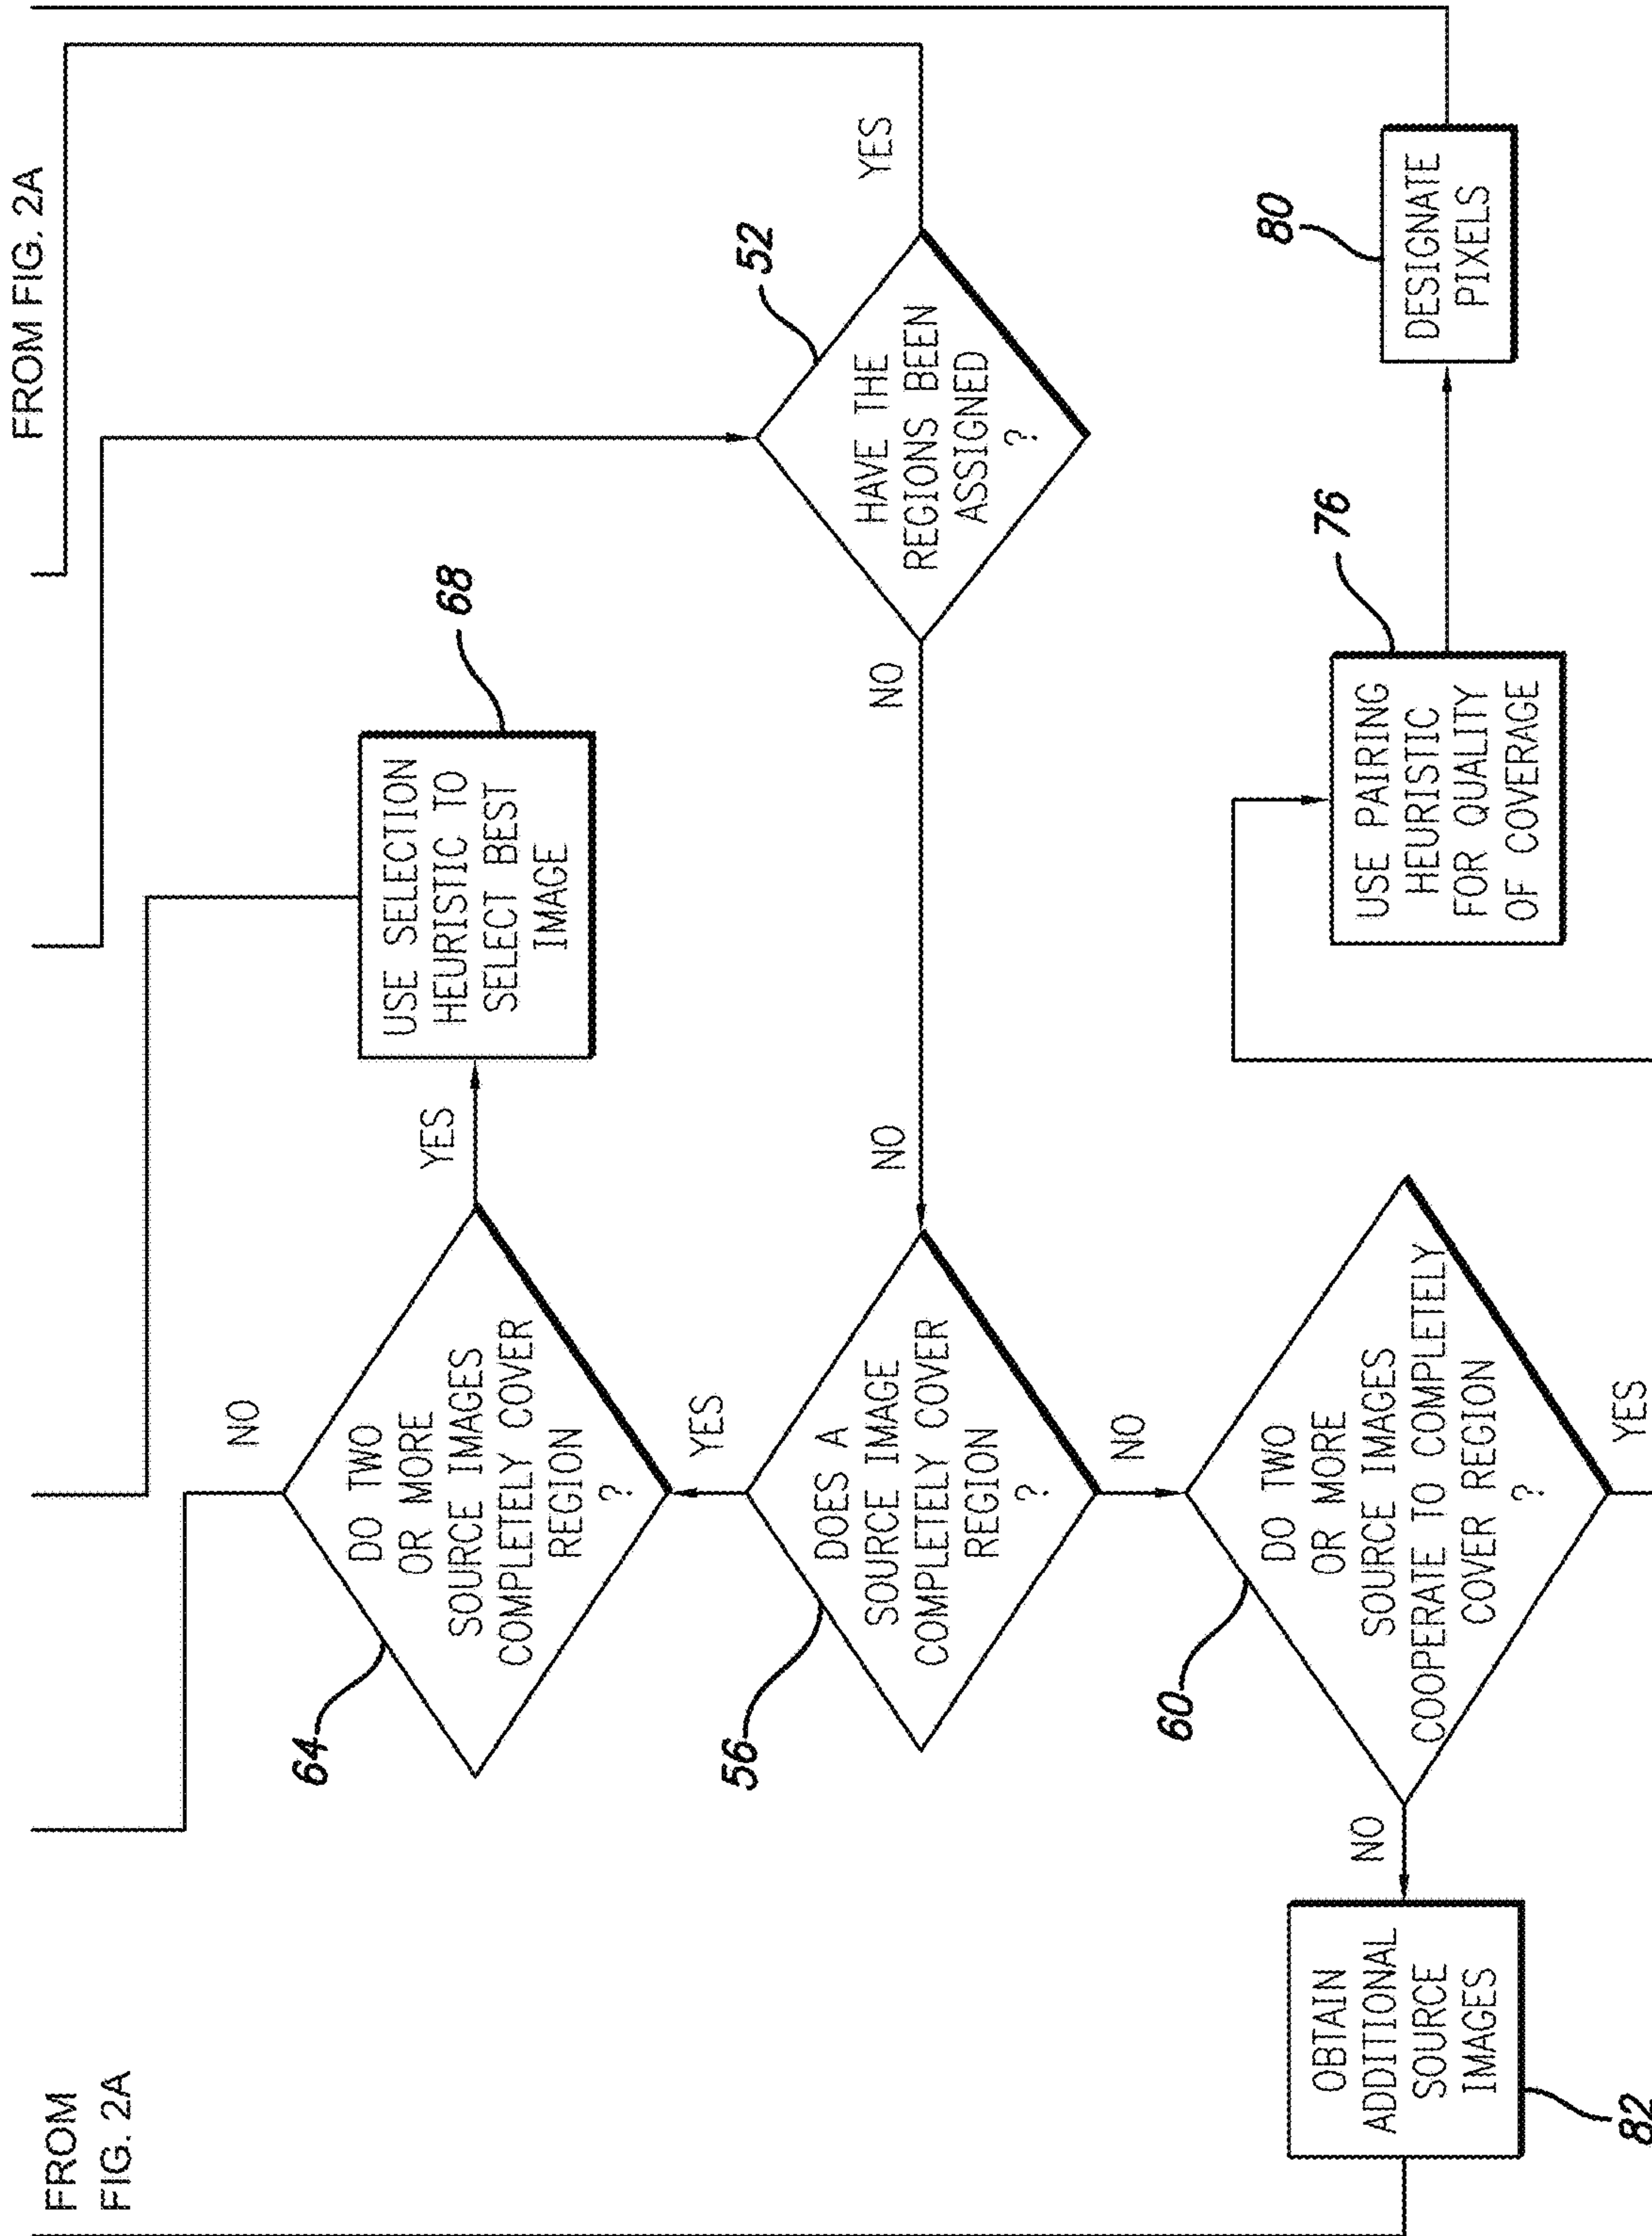 FROM
FIG. 2A
FROM FIG. 2A
64
DO TWO
OR MORE
SOURCE IMAGES
COMPLETELY COVER
REGION
?
NO
YES
68
USE SELECTION
HEURISTIC TO
SELECT BEST
IMAGE
56
DOES A
SOURCE IMAGE
COMPLETELY COVER
REGION
?
YES
NO
NO
NO
52
HAVE THE
REGIONS BEEN
ASSIGNED
?
YES
60
DO TWO
OR MORE
SOURCE IMAGES
COOPERATE TO COMPLETELY
COVER REGION
?
NO
YES
OBTAIN
ADDITIONAL
SOURCE
IMAGES
82
76
USE PAIRING
HEURISTIC
FOR QUALITY
OF COVERAGE
80
DESIGNATE
PIXELS